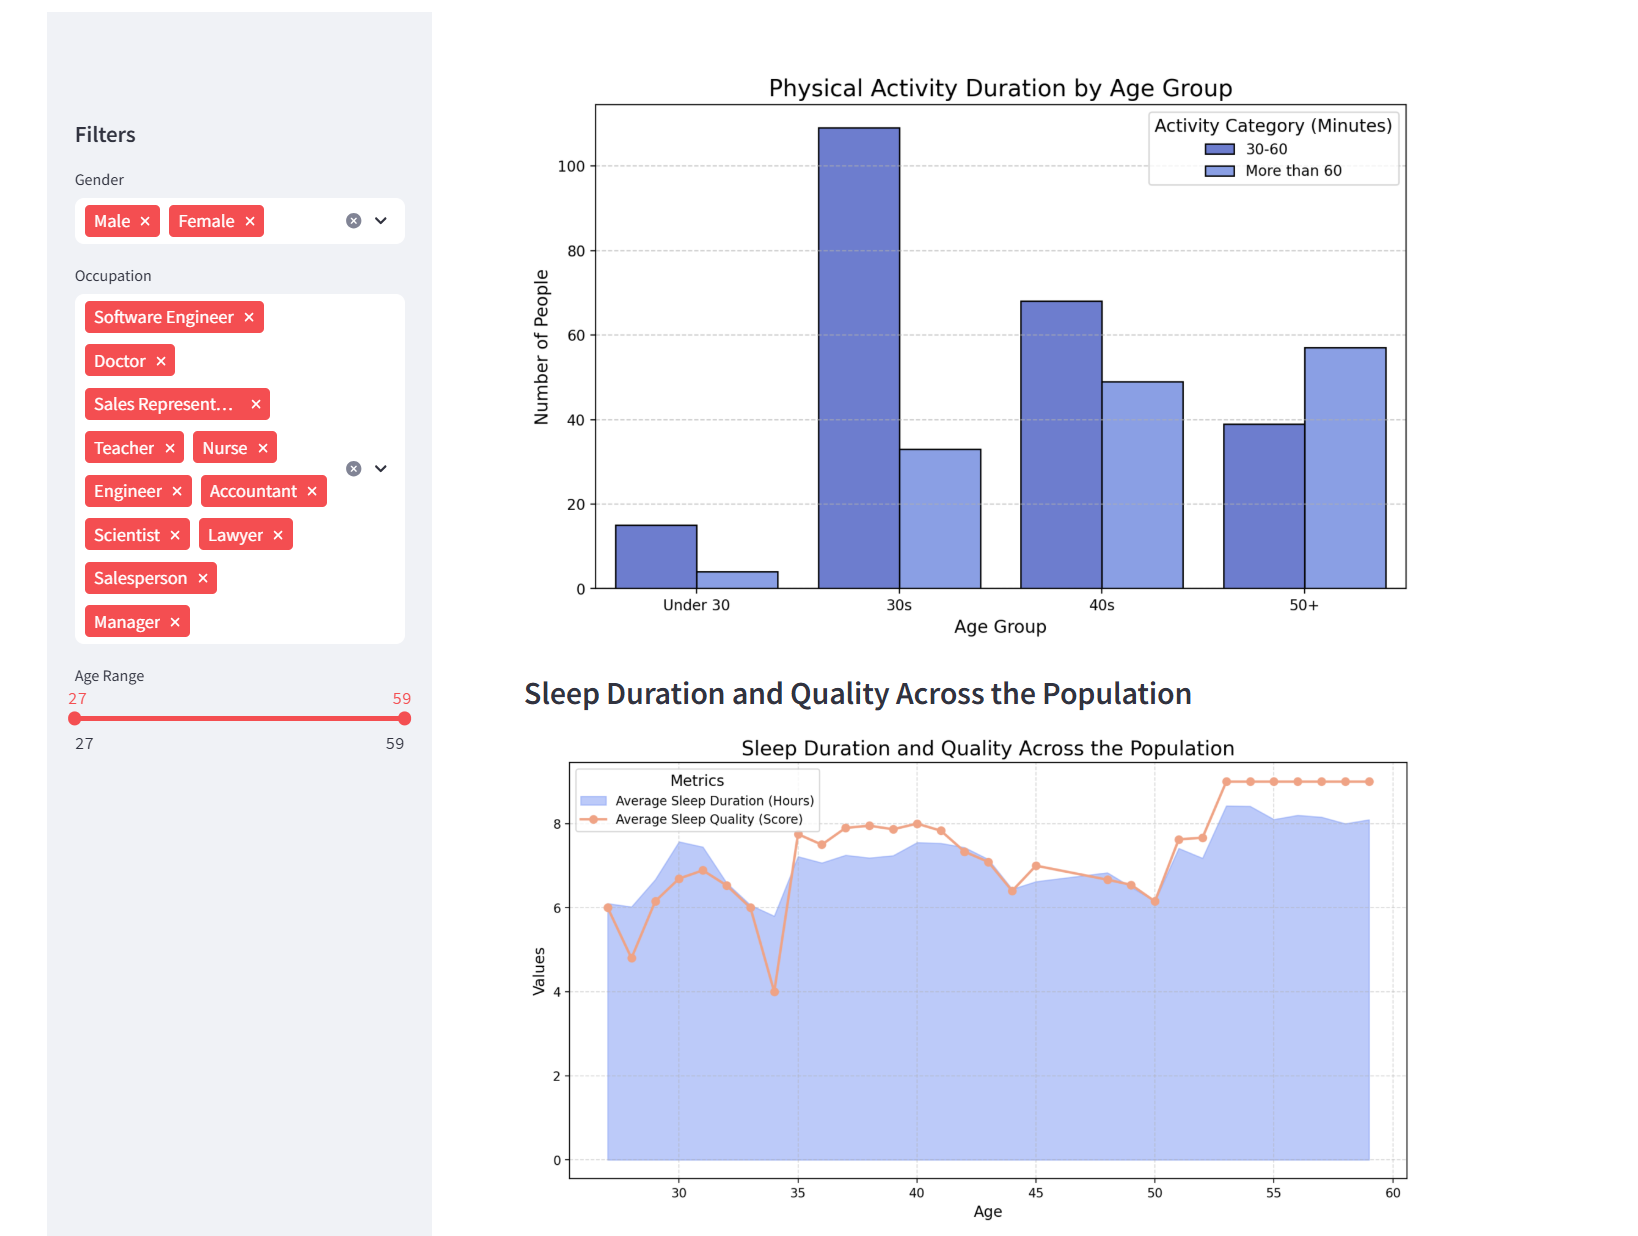 Filters
Gender
Male × Female ×
Occupation
Software Engineer ×
Doctor ×
Sales Represent... ×
Teacher × Nurse ×
Engineer × Accountant ×
Scientist × Lawyer ×
Salesperson ×
Manager ×
Age Range
27 59
27 59
Physical Activity Duration by Age Group
Activity Category (Minutes)
30-60
More than 60
Number of People
100
80
60
40
20
0
Under 30 30s 40s 50+
Age Group
Sleep Duration and Quality Across the Population
Sleep Duration and Quality Across the Population
Metrics
Average Sleep Duration (Hours)
Average Sleep Quality (Score)
Values
8
6
4
2
0
30 35 40 45 50 55 60
Age